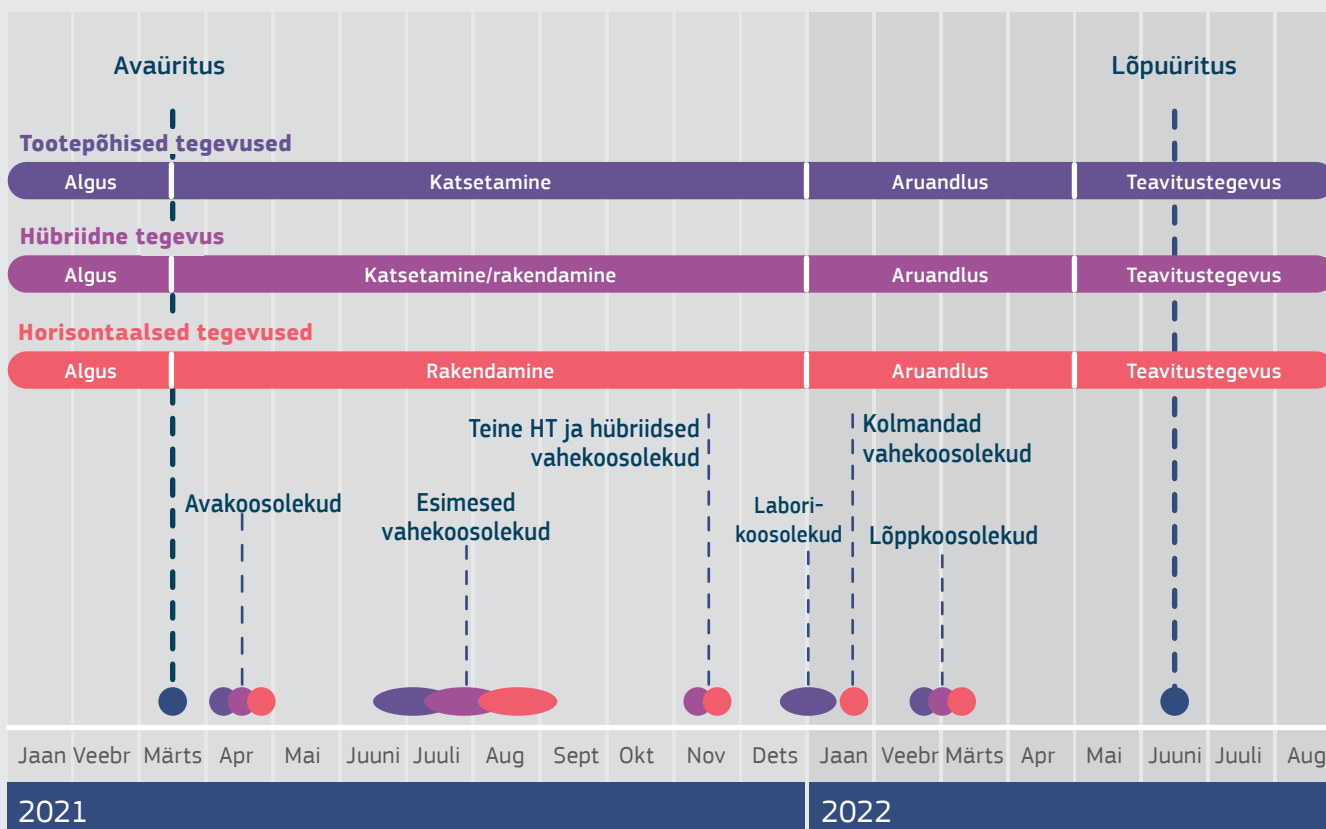 Avaüritus
Lõpuüritus
Tootepõhised tegevused
Algus
Katsetamine
Aruandlus
Teavitustegevus
Hübriidne tegevus
Algus
Katsetamine/rakendamine
Aruandlus
Teavitustegevus
Horisontaalsed tegevused
Algus
Rakendamine
Aruandlus
Teavitustegevus
Avakoosolekud
Esimesed
vahekoosolekud
Teine HT ja hübriidsed
vahekoosolekud
Labori-
koosolekud
Kolmandad
vahekoosolekud
Lõppkoosolekud
Jaan Veebr Märts Apr Mai Juuni Juuli Aug Sept Okt Nov Dets Jaan Veebr Märts Apr Mai Juuni Juuli Aug
2021 2022